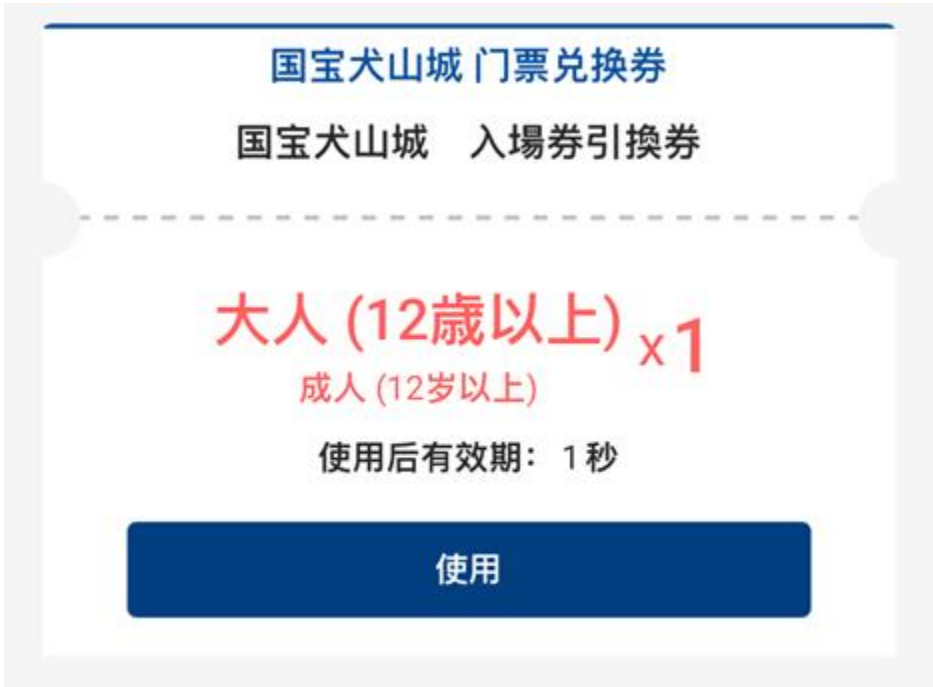 国宝犬山城 门票兑换券
国宝犬山城　入場券引換券
大人 (12歳以上) x1
成人 (12岁以上)
使用后有效期： 1 秒
使用